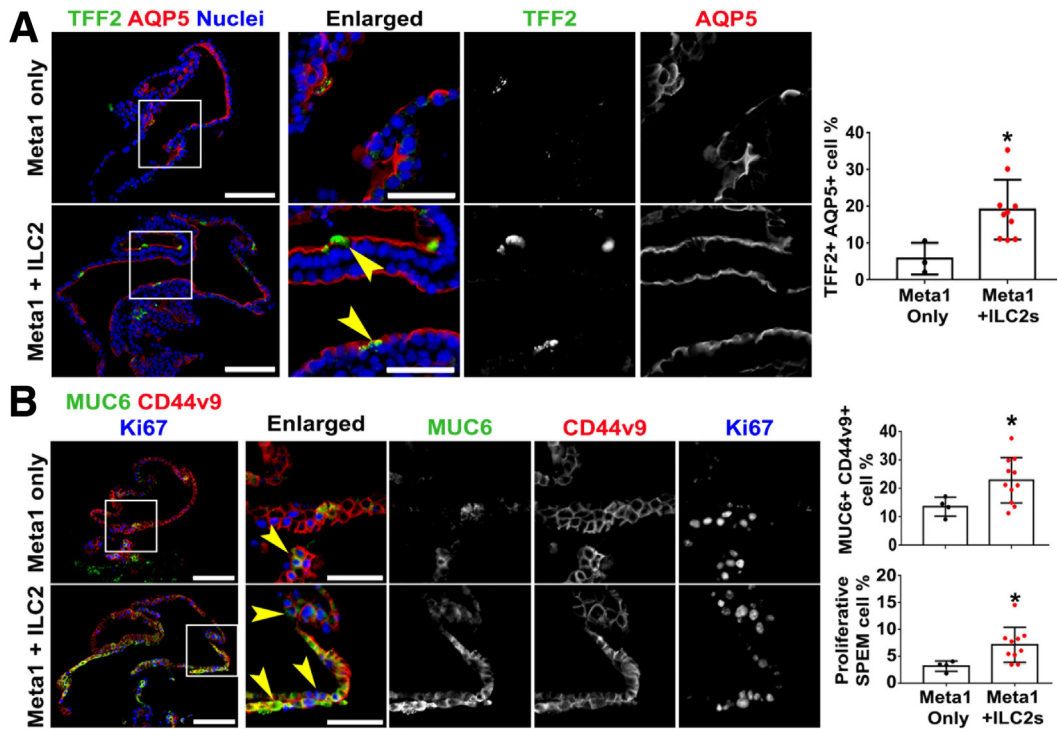 A
TFF2 AQP5 Nuclei
Enlarged
TFF2
AQP5
Meta1 only
Meta1 + ILC2
TFF2+ AQP5+ cell %
40
30
20
10
0
*
Meta1
Only
Meta1
+ILC2s
B
MUC6 CD44v9
Ki67
Enlarged
MUC6
CD44v9
Ki67
Meta1 only
Meta1 + ILC2
MUC6+ CD44v9+
cell %
40
30
20
10
0
*
Proliferative
SPEM cell %
20
15
10
5
0
*
Meta1
Only
Meta1
+ILC2s